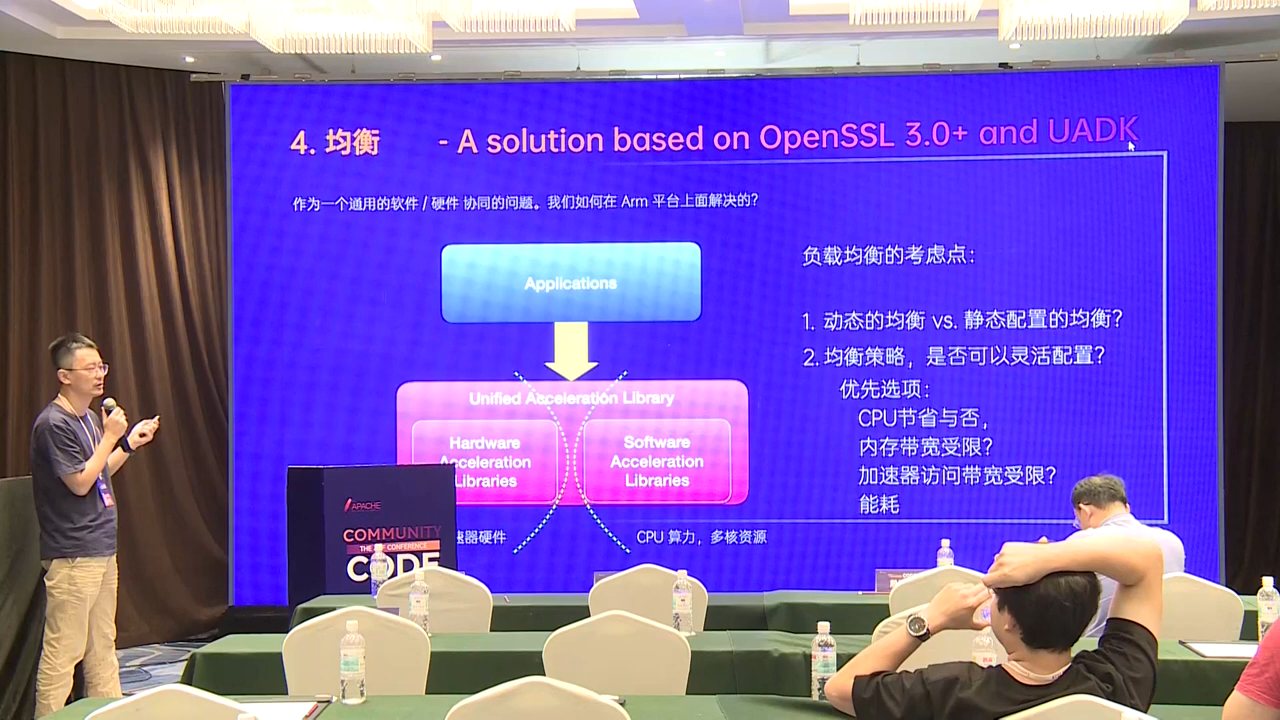 4. 均衡 - A solution based on OpenSSL 3.0+ and UADK
作为一个通用的软件 / 硬件 协同的问题。我们如何在 Arm 平台上面解决的？
Applications
Unified Acceleration Library
Hardware
Acceleration
Libraries
Software
Acceleration
Libraries
速器硬件
CPU 算力，多核资源
负载均衡的考虑点：
1. 动态的均衡 vs. 静态配置的均衡？
2. 均衡策略，是否可以灵活配置？
优先选项：
CPU节省与否，
内存带宽受限？
加速器访问带宽受限？
能耗
APACHE
COMMUNITY
THE ASF CONFERENCE
CODE